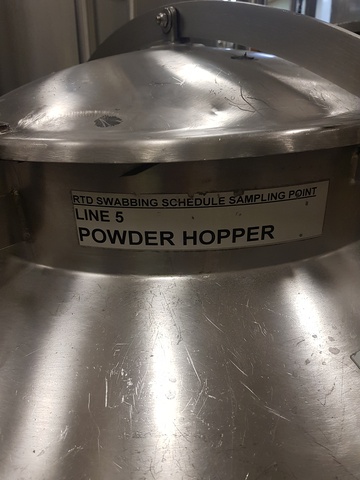 RTD SWABBING SCHEDULE SAMPLING POINT
LINE 5
POWDER HOPPER